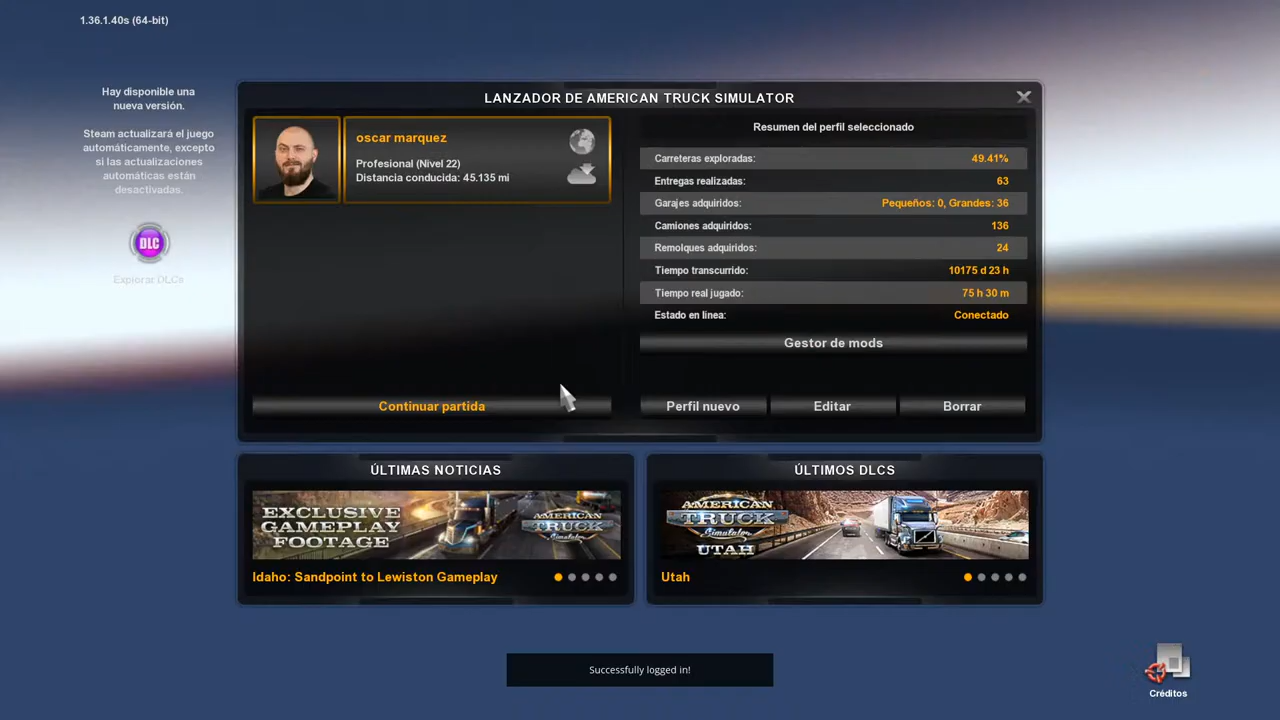 1.36.1.40s (64-bit)
Hay disponible una
nueva versión.
Steam actualizará el juego
automáticamente, excepto
si las actualizaciones
automáticas están
desactivadas.
DLC
Explorar DLCs
LANZADOR DE AMERICAN TRUCK SIMULATOR
oscar marquez
Profesional (Nivel 22)
Distancia conducida: 45.135 mi
Continuar partida
Resumen del perfil seleccionado
Carreteras exploradas: 49.41%
Entregas realizadas: 63
Garajes adquiridos: Pequeños: 0, Grandes: 36
Camiones adquiridos: 136
Remolques adquiridos: 24
Tiempo transcurrido: 10175 d 23 h
Tiempo real jugado: 75 h 30 m
Estado en línea: Conectado
Gestor de mods
Perfil nuevo Editar Borrar
ÚLTIMAS NOTICIAS
EXCLUSIVE
GAMEPLAY
FOOTAGE
AMERICAN
TRUCK
Simulator
Idaho: Sandpoint to Lewiston Gameplay
ÚLTIMOS DLCS
AMERICAN
TRUCK
Simulator
UTAH
Utah
Successfully logged in!
Créditos